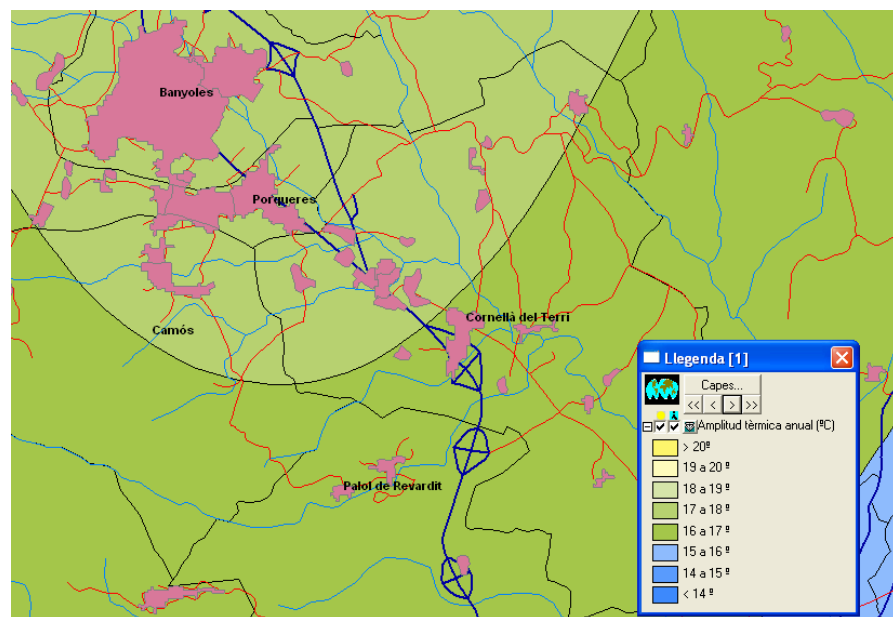 Banyoles
Porqueres
Camós
Cornellà del Terri
Palol de Revardit
Llegenda [1]
Capes...
<< < > >>
Amplitud tèrmica anual (ºC)
> 20º
19 a 20 º
18 a 19 º
17 a 18 º
16 a 17 º
15 a 16 º
14 a 15 º
< 14 º